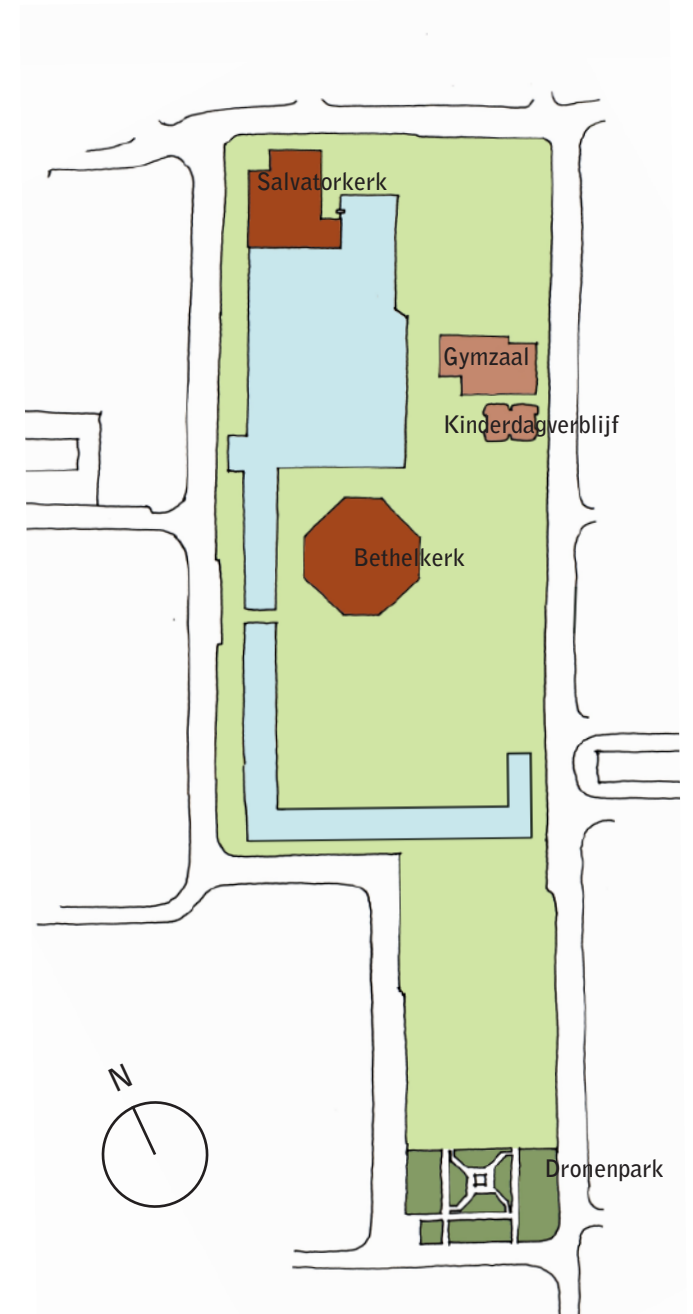 Salvatorkerk
Gymzaal
Kinderdagverblijf
Bethelkerk
N
Dronenpark